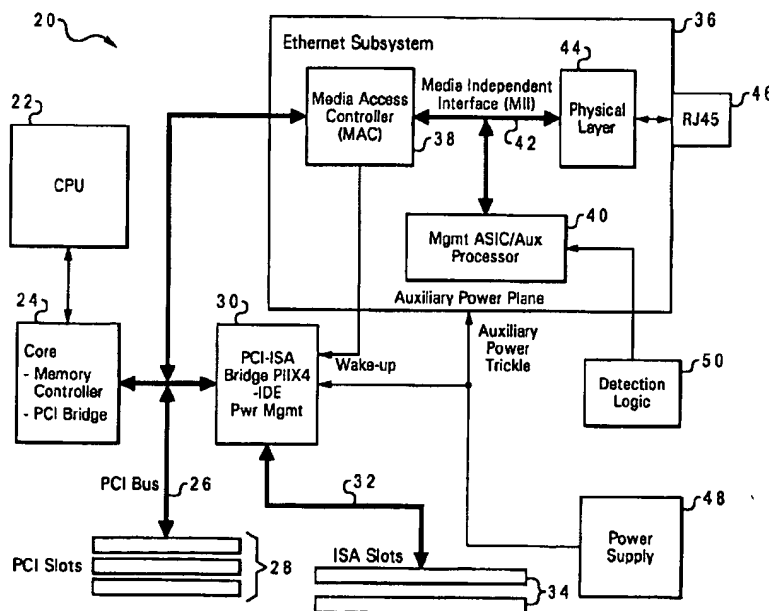 20
36
Ethernet Subsystem
44
Media Independent
Interface (MII)
42
Media Access
Controller
(MAC)
38
Physical
Layer
46
RJ45
22
CPU
40
Mgmt ASIC/Aux
Processor
Auxiliary Power Plane
24
Core
- Memory
Controller
- PCI Bridge
30
PCI-ISA
Bridge PIIX4
-IDE
Pwr Mgmt
Wake-up
Auxiliary
Power
Trickle
50
Detection
Logic
PCI Bus
26
32
48
Power
Supply
PCI Slots
28
ISA Slots
34